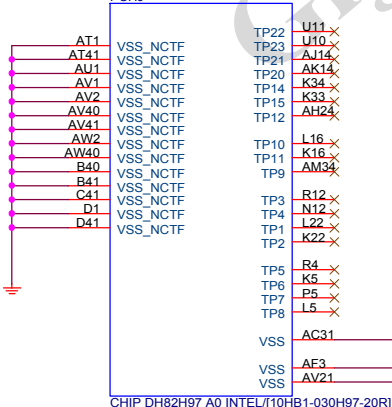 TP22 U11
AT1 VSS_NCTF TP23 U10
AT41 VSS_NCTF TP21 AJ14
AU1 VSS_NCTF TP20 AK14
AV1 VSS_NCTF TP14 K34
AV2 VSS_NCTF TP15 K33
AV40 VSS_NCTF TP12 AH24
AV41 VSS_NCTF
AW2 VSS_NCTF TP10 L16
AW40 VSS_NCTF TP11 K16
B40 VSS_NCTF TP9 AM34
B41 VSS_NCTF
C41 VSS_NCTF TP3 R12
D1 VSS_NCTF TP4 N12
D41 VSS_NCTF TP1 L22
TP2 K22
TP5 R4
TP6 K5
TP7 P5
TP8 L5
VSS AC31
VSS AF3
VSS AV21
CHIP DH82H97 A0 INTEL/[10HB1-030H97-20R]